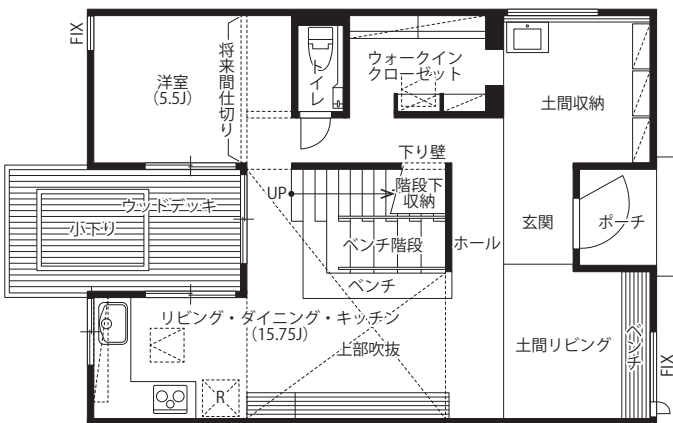 FIX
洋室
(5.5J)
将来間仕切り
トイレ
ウォークイン
クローゼット
土間収納
下り壁
UP
階段下
収納
ウッドデッキ
小下り
ベンチ階段
ホール
玄関
ポーチ
ベンチ
リビング・ダイニング・キッチン
(15.75J)
上部吹抜
土間リビング
ベンチ
FIX
R